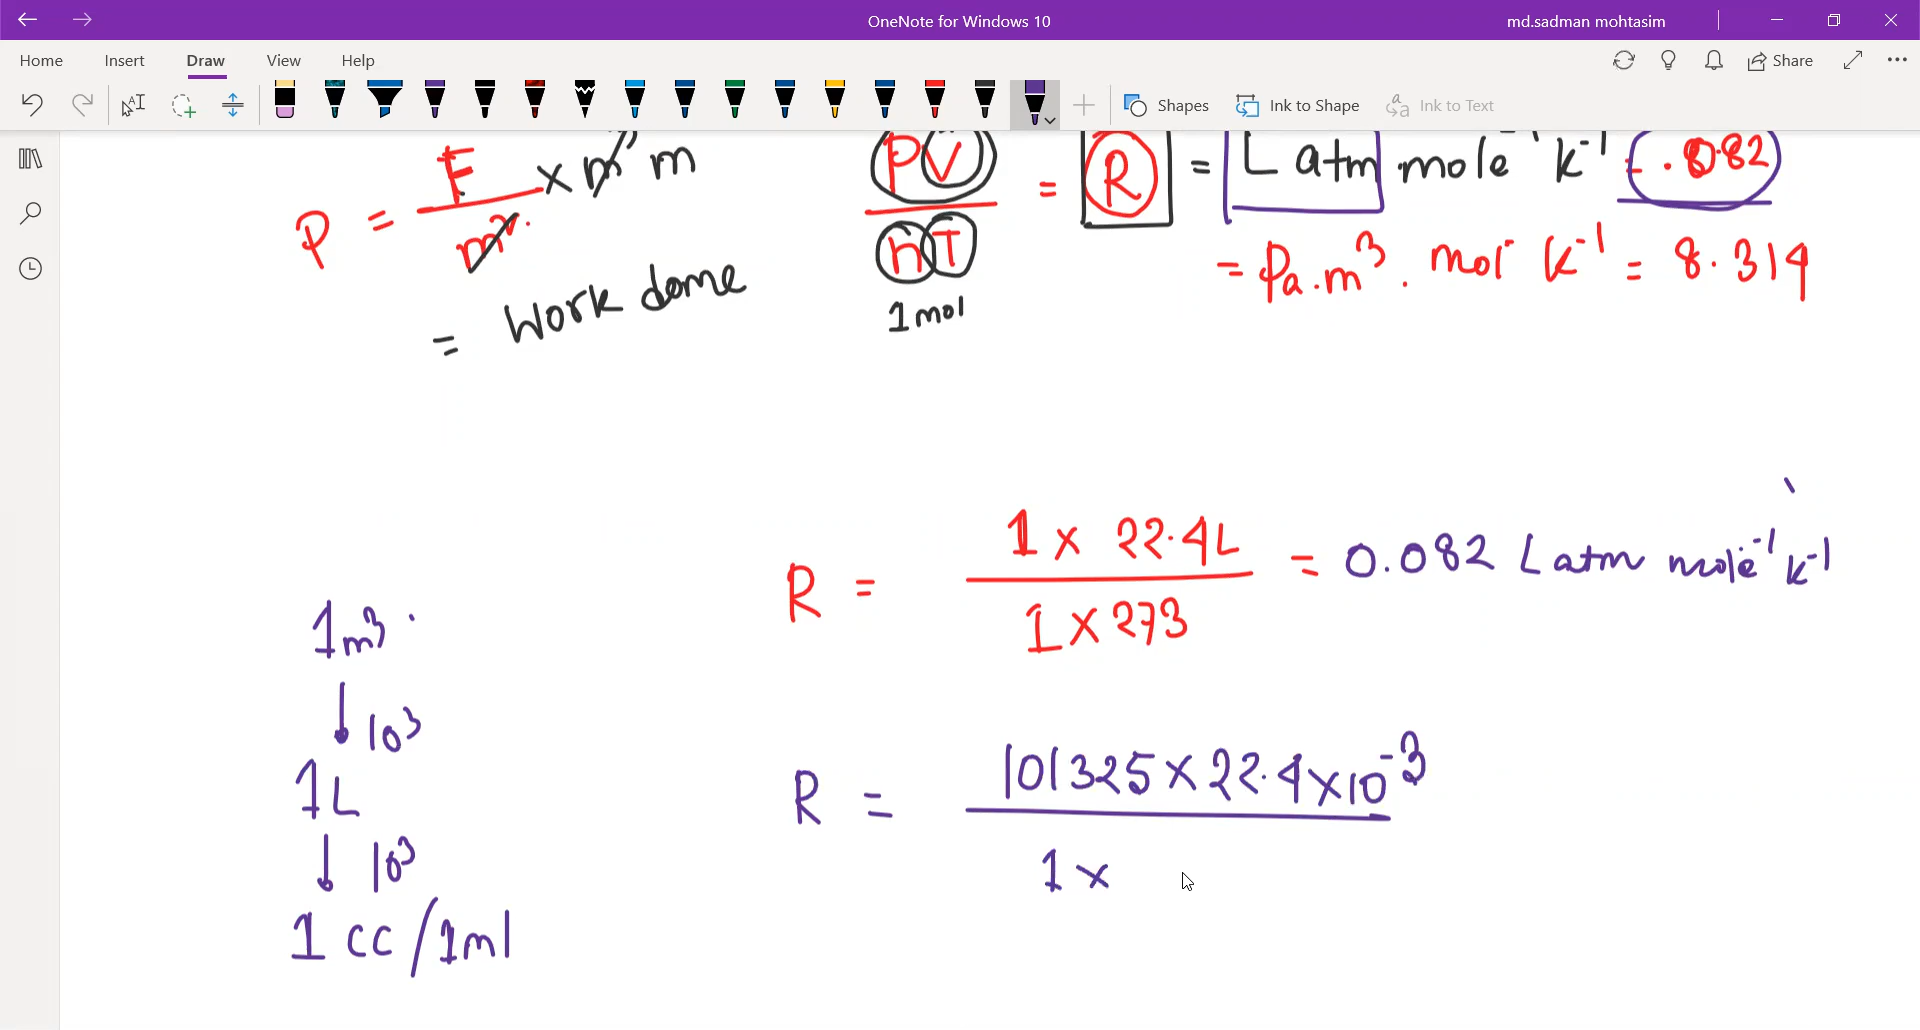 OneNote for Windows 10
md.sadman mohtasim
Home Insert Draw View Help
Share
Shapes Ink to Shape Ink to Text
P = F/m² × m³ m
= Work dome
PV/nT = R = L atm mole⁻¹ k⁻¹ = .082
1 mol
= Pa.m³. mol⁻ k⁻¹ = 8.314
R = 1 × 22.4L / 1 × 273 = 0.082 L atm mole⁻¹ k⁻¹
1m³
↓ 10³
1L
↓ 10³
1 cc/1ml
R = 101325 × 22.4 × 10⁻³ / 1 ×